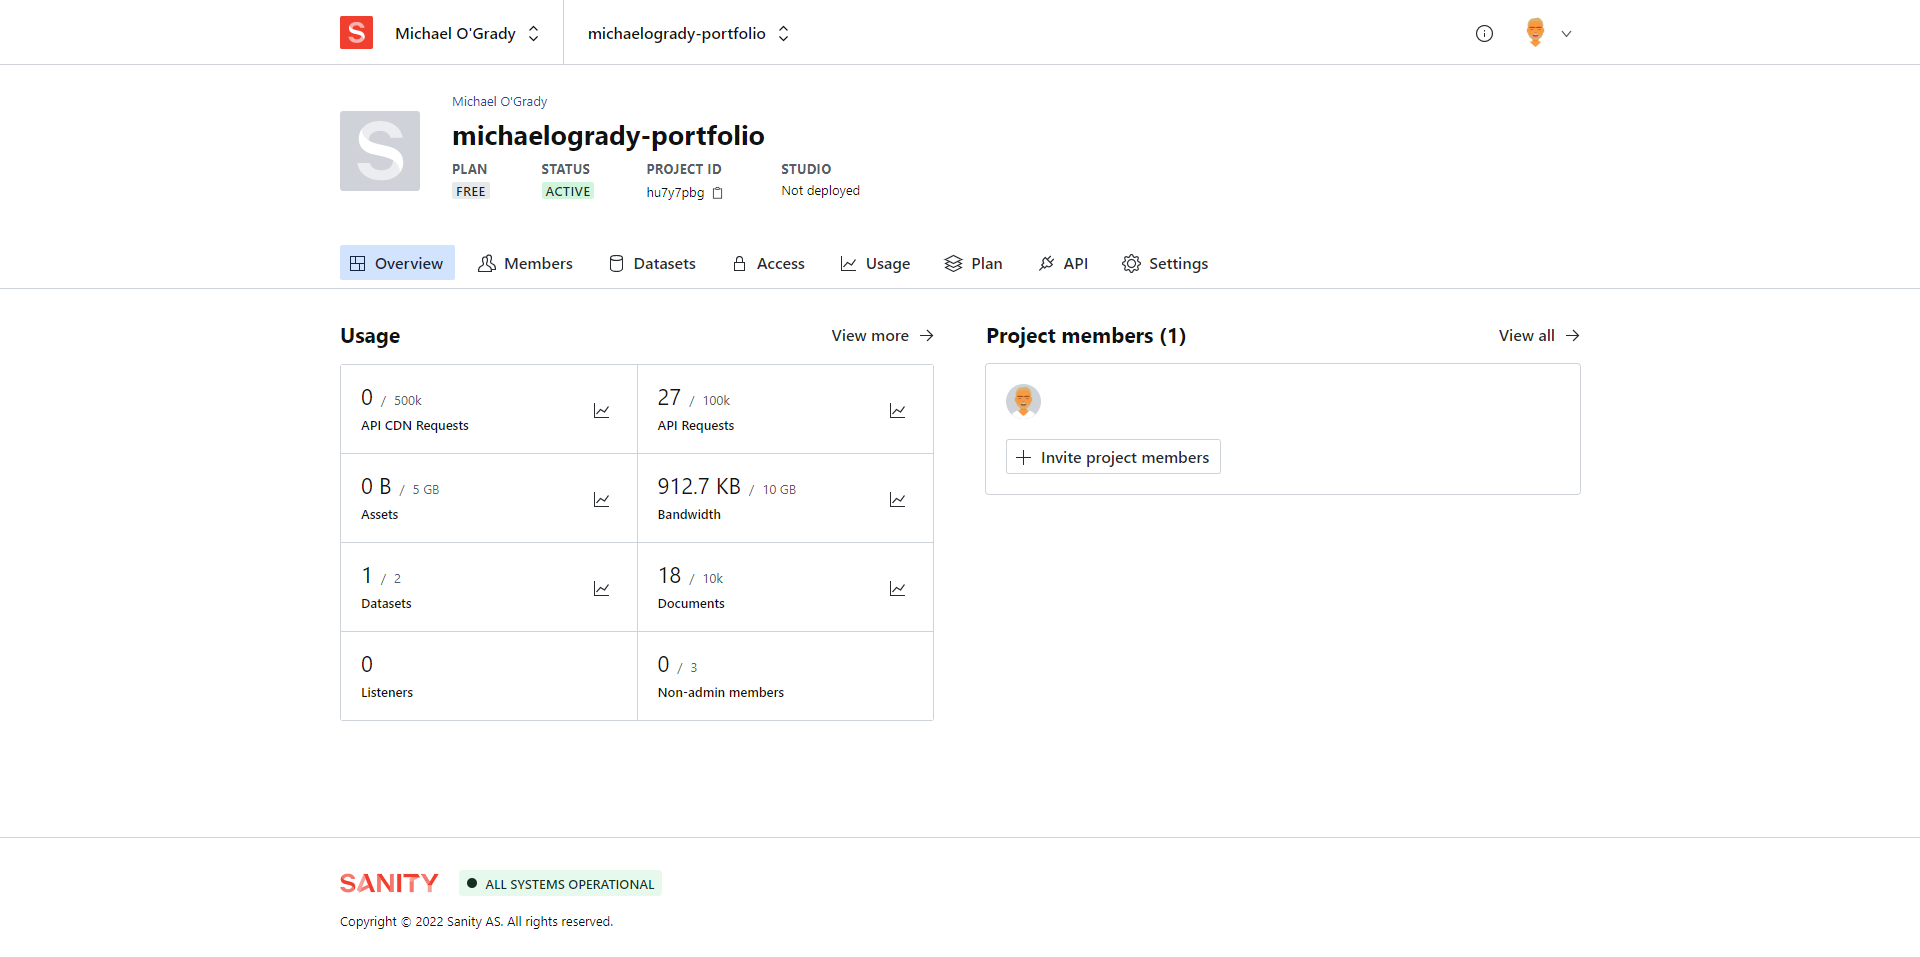 S Michael O'Grady michaelogrady-portfolio
Michael O'Grady
S
michaelogrady-portfolio
PLAN STATUS PROJECT ID STUDIO
FREE ACTIVE hu7y7pbg Not deployed
Overview Members Datasets Access Usage Plan API Settings
Usage View more
0 / 500k
API CDN Requests
27 / 100k
API Requests
0 B / 5 GB
Assets
912.7 KB / 10 GB
Bandwidth
1 / 2
Datasets
18 / 10k
Documents
0
Listeners
0 / 3
Non-admin members
Project members (1) View all
Invite project members
SANITY ALL SYSTEMS OPERATIONAL
Copyright © 2022 Sanity AS. All rights reserved.